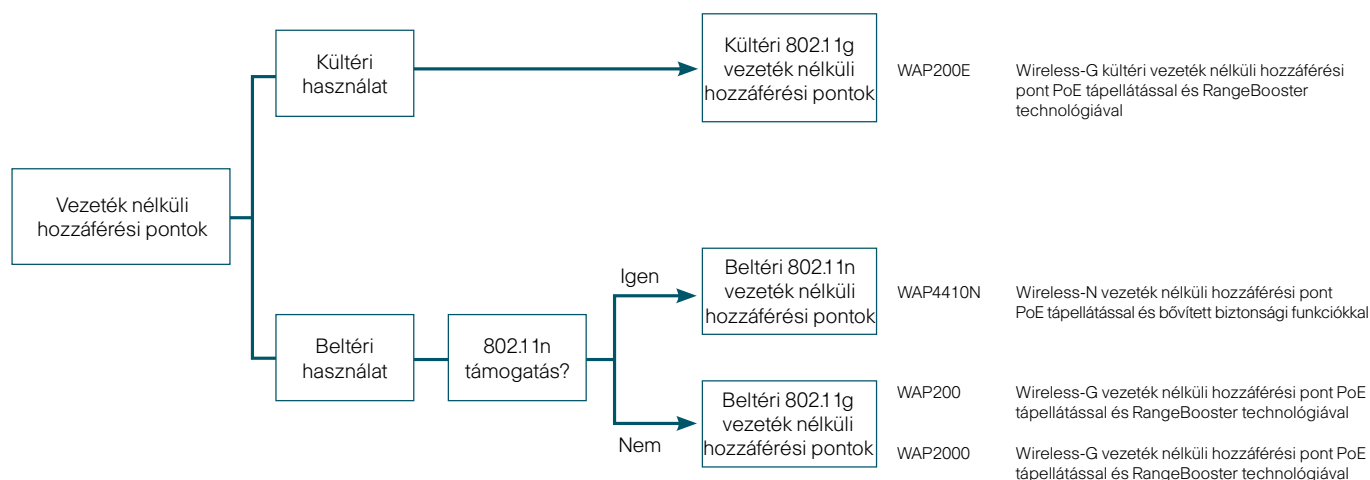 Kültéri
használat
Kültéri 802.11g
vezeték nélküli
hozzáférési pontok
WAP200E
Wireless-G kültéri vezeték nélküli hozzáférési
pont PoE tápellátással és RangeBooster
technológiával
Vezeték nélküli
hozzáférési pontok
Igen
Beltéri 802.11n
vezeték nélküli
hozzáférési pontok
WAP4410N
Wireless-N vezeték nélküli hozzáférési pont
PoE tápellátással és bővített biztonsági funkciókkal
Beltéri
használat
802.11n
támogatás?
Nem
Beltéri 802.11g
vezeték nélküli
hozzáférési pontok
WAP200
Wireless-G vezeték nélküli hozzáférési pont PoE
tápellátással és RangeBooster technológiával
WAP2000
Wireless-G vezeték nélküli hozzáférési pont PoE
tápellátással és RangeBooster technológiával